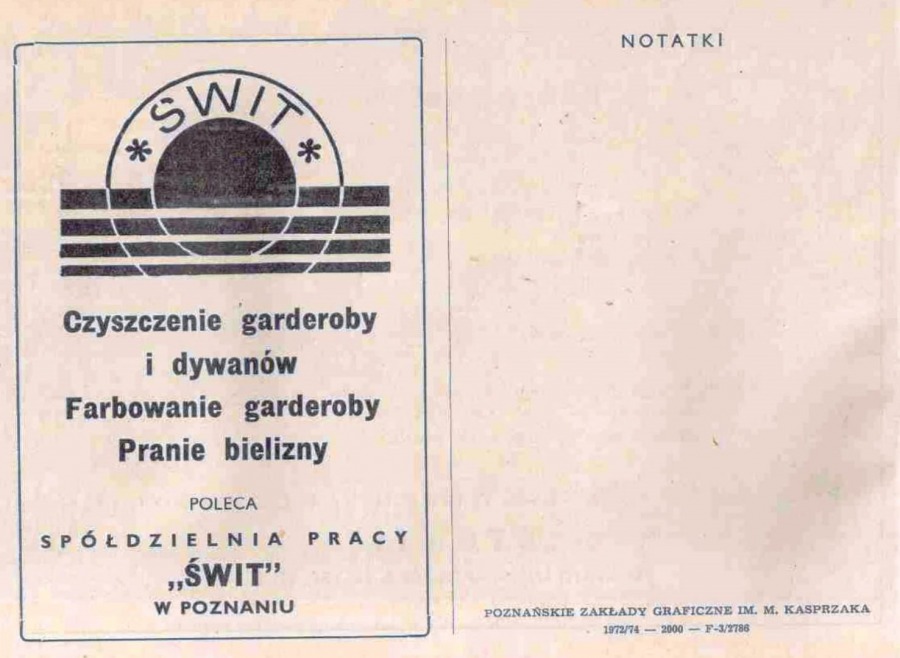 ŚWIT
Czyszczenie garderoby
i dywanów
Farbowanie garderoby
Pranie bielizny
POLECA
SPÓŁDZIELNIA PRACY
„ŚWIT”
W POZNANIU
NOTATKI
POZNAŃSKIE ZAKŁADY GRAFICZNE IM. M. KASPRZAKA
1972/74 — 2000 — F-3/2786